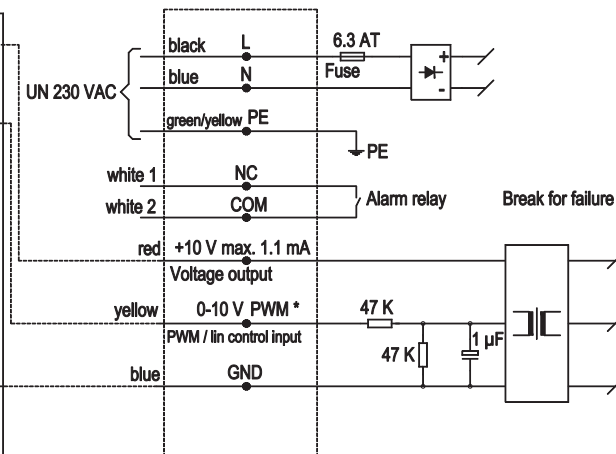 black L 6.3 AT
Fuse
+
-
UN 230 VAC
blue N
green/yellow PE
PE
white 1 NC
Alarm relay
Break for failure
white 2 COM
red +10 V max. 1.1 mA
Voltage output
yellow 0-10 V PWM *
PWM / lin control input
47 K
47 K
1 µF
blue GND